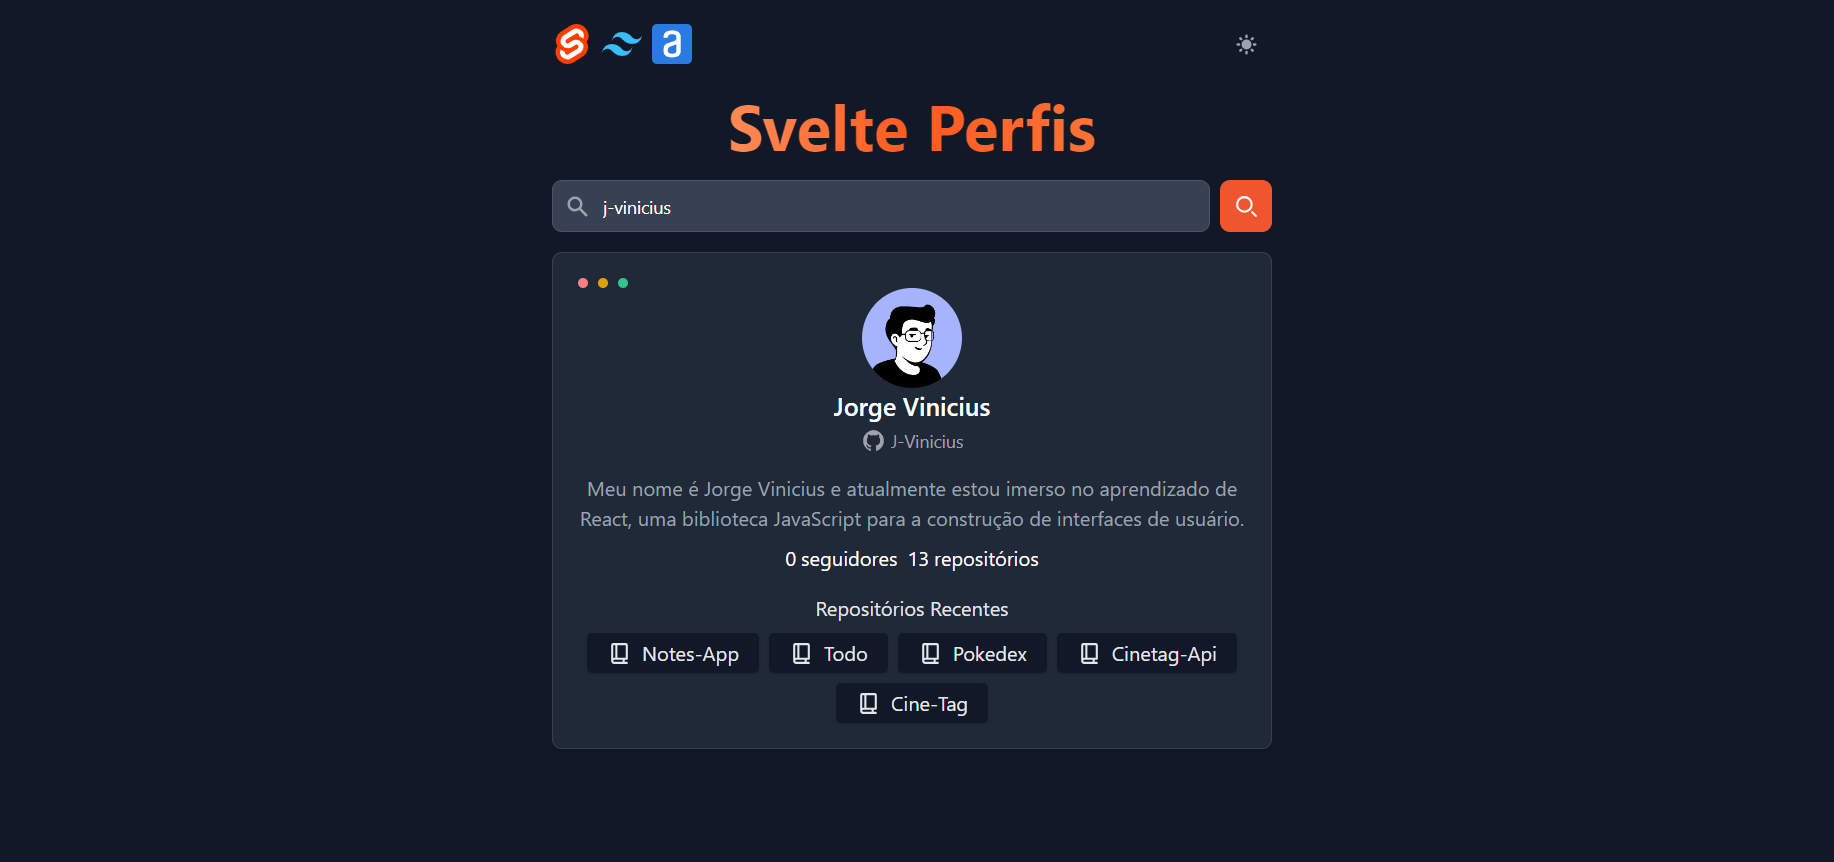 a
Svelte Perfis
j-vinicius
Jorge Vinicius
J-Vinicius
Meu nome é Jorge Vinicius e atualmente estou imerso no aprendizado de
React, uma biblioteca JavaScript para a construção de interfaces de usuário.
0 seguidores 13 repositórios
Repositórios Recentes
Notes-App Todo Pokedex Cinetag-Api
Cine-Tag